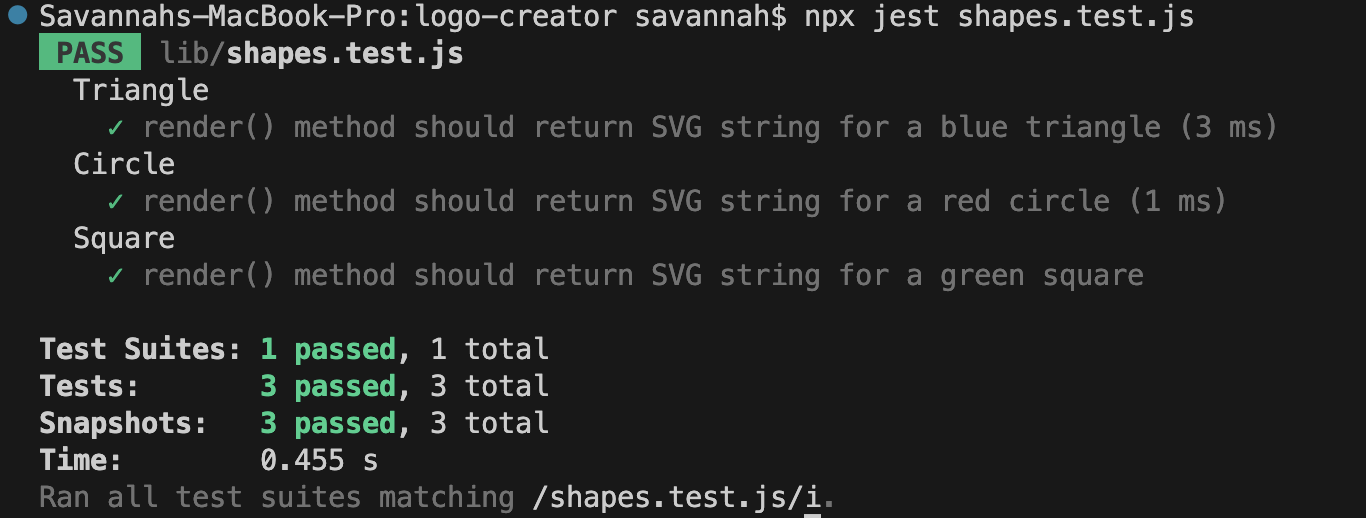 Savannahs-MacBook-Pro:logo-creator savannah$ npx jest shapes.test.js
PASS lib/shapes.test.js
Triangle
✓ render() method should return SVG string for a blue triangle (3 ms)
Circle
✓ render() method should return SVG string for a red circle (1 ms)
Square
✓ render() method should return SVG string for a green square
Test Suites: 1 passed, 1 total
Tests: 3 passed, 3 total
Snapshots: 3 passed, 3 total
Time: 0.455 s
Ran all test suites matching /shapes.test.js/i.